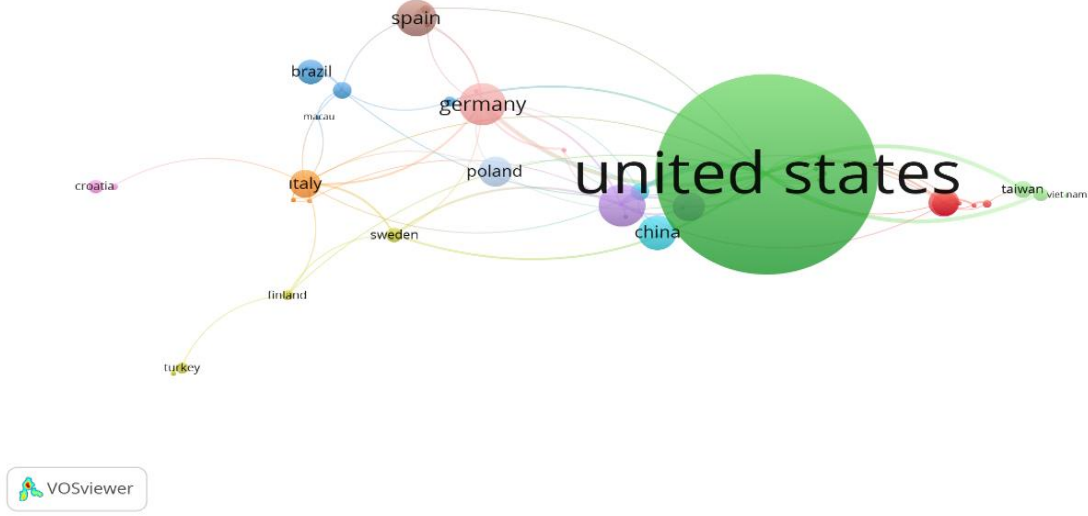 spain
brazil
germany
macau
poland
united states
croatia
italy
taiwan
vietnam
china
sweden
finland
turkey
VOSviewer